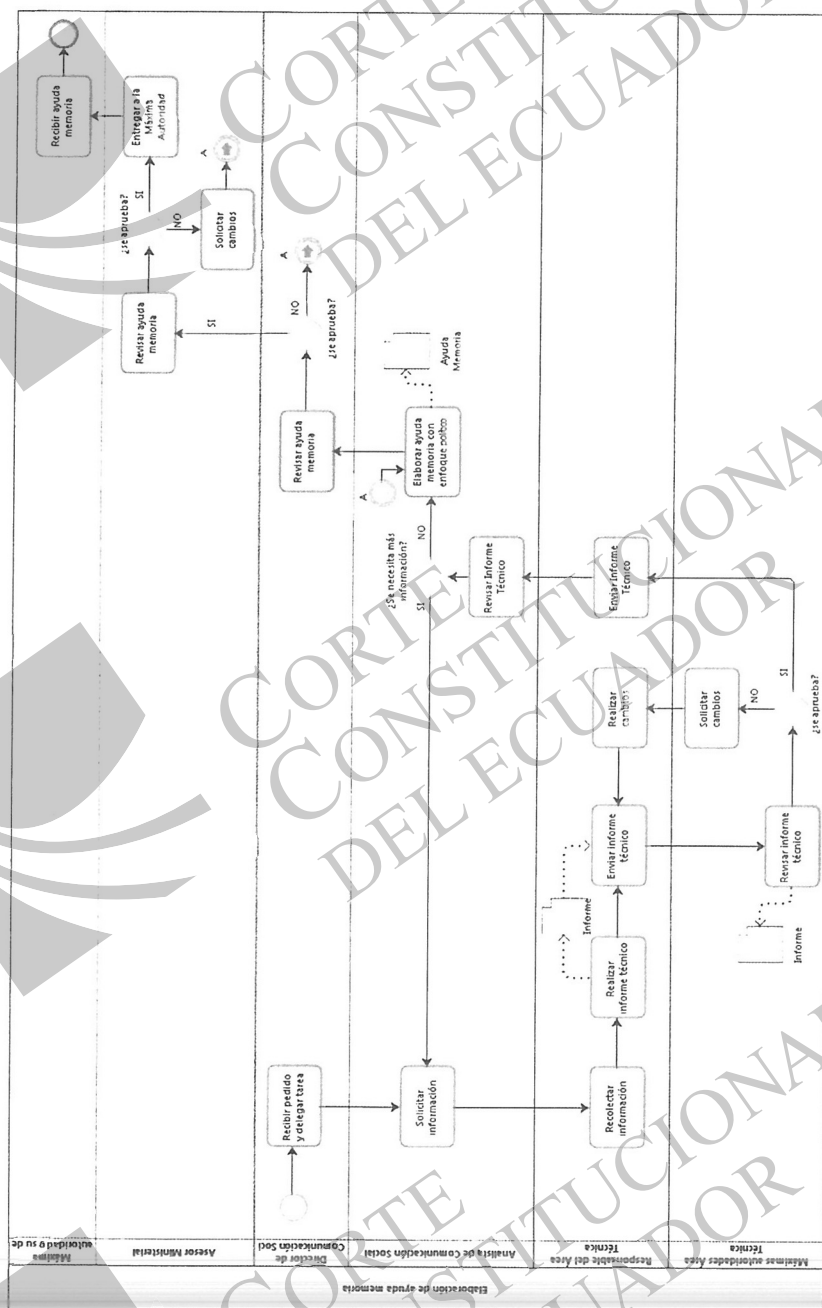 Elaboración de ayuda memoria
Máxima
autoridad o su de
Asesor Ministerial
Director de
Comunicación Soci
Analista de Comunicación Social
Responsable del Área
Técnica
Máximas autoridades Área
Técnica
Recibir ayuda
memoria
Revisar ayuda
memoria
¿se aprueba?
SI
NO
Entregar a la
Máxima
Autoridad
Solicitar
cambios
A
Recibir pedido
y delegar tarea
Revisar ayuda
memoria
SI
NO
¿se aprueba?
A
Solicitar
información
¿Se necesita más
información?
SI
NO
Revisar Informe
Técnico
A
Elaborar ayuda
memoria con
enfoque político
Ayuda
Memoria
Recolectar
información
Realizar
informe técnico
Informe
Enviar informe
técnico
Realizar
cambios
Enviar Informe
Técnico
Informe
Revisar informe
técnico
Solicitar
cambios
NO
SI
¿se aprueba?
CORTE
CONSTITUCIONAL
DEL ECUADOR
CORTE
CONSTITUCIONAL
DEL ECUADOR
CORTE
CONSTITUCIONAL
DEL ECUADOR